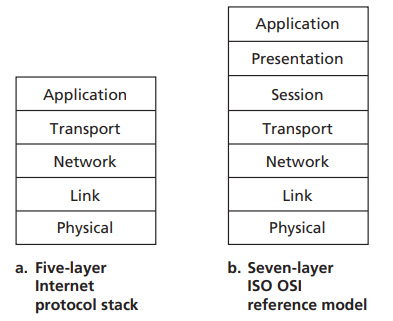 Application
Transport
Network
Link
Physical
a. Five-layer
Internet
protocol stack
Application
Presentation
Session
Transport
Network
Link
Physical
b. Seven-layer
ISO OSI
reference model